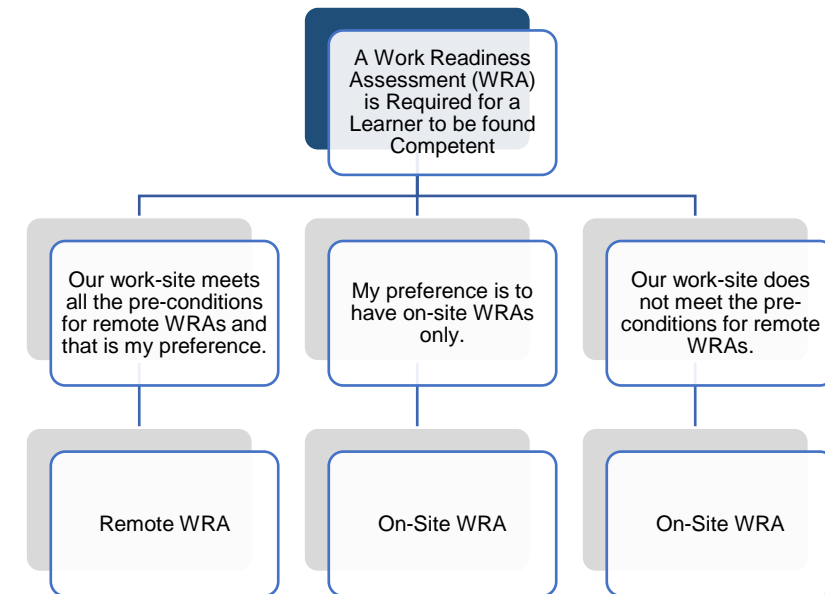 A Work Readiness
Assessment (WRA)
is Required for a
Learner to be found
Competent
Our work-site meets
all the pre-conditions
for remote WRAs and
that is my preference.
My preference is to
have on-site WRAs
only.
Our work-site does
not meet the pre-
conditions for remote
WRAs.
Remote WRA
On-Site WRA
On-Site WRA